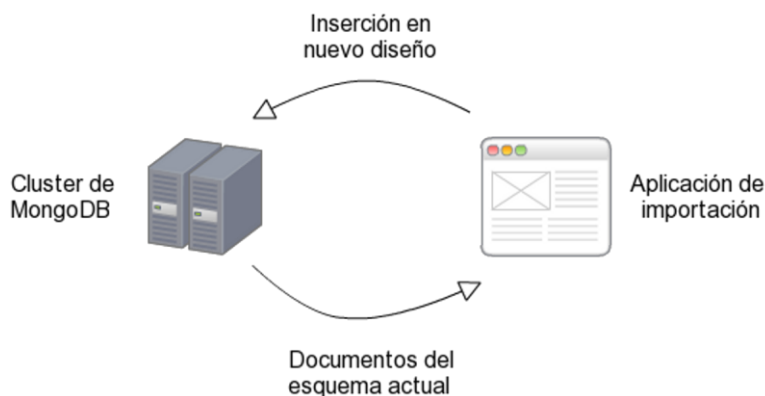 Inserción en
nuevo diseño
Cluster de
MongoDB
Aplicación de
importación
Documentos del
esquema actual